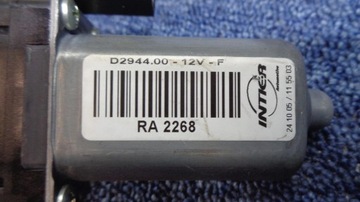 D2944.00 - 12V - F
RA 2268
INTIER
24 10 05 / 11 55 03